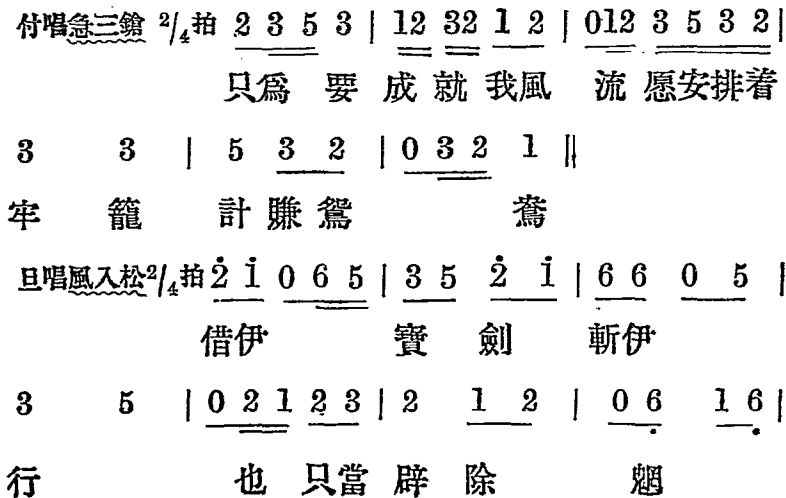 付唱急三鎗 2/4拍 2 3 5 3 | 12 32 1 2 | 012 3 5 3 2 |
只爲 要 成 就 我風 流 愿安排着
3 3 | 5 3 2 | 0 3 2 1 ||
牢 籠 計 賺 鴛 鴦
旦唱風入松2/4拍 2̇ 1̇ 0 6 5 | 3 5 2̇ 1̇ | 6 6 0 5 |
借伊 寶 劍 斬伊
3 5 | 0 2 1 2 3 | 2 1 2 | 0 6̣ 1 6̣ |
行 也 只當 辟 除 魍